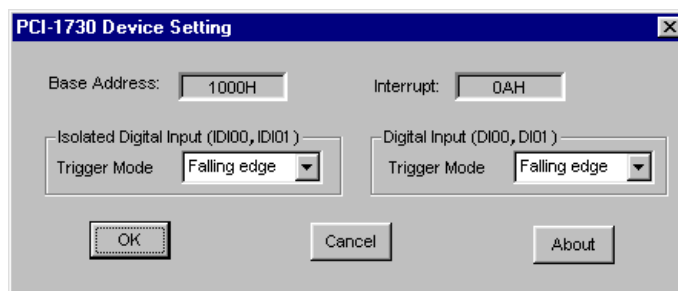 PCI-1730 Device Setting
Base Address: 1000H Interrupt: 0AH
Isolated Digital Input (IDI00, IDI01 ) Digital Input (DI00, DI01 )
Trigger Mode Falling edge Trigger Mode Falling edge
OK Cancel About